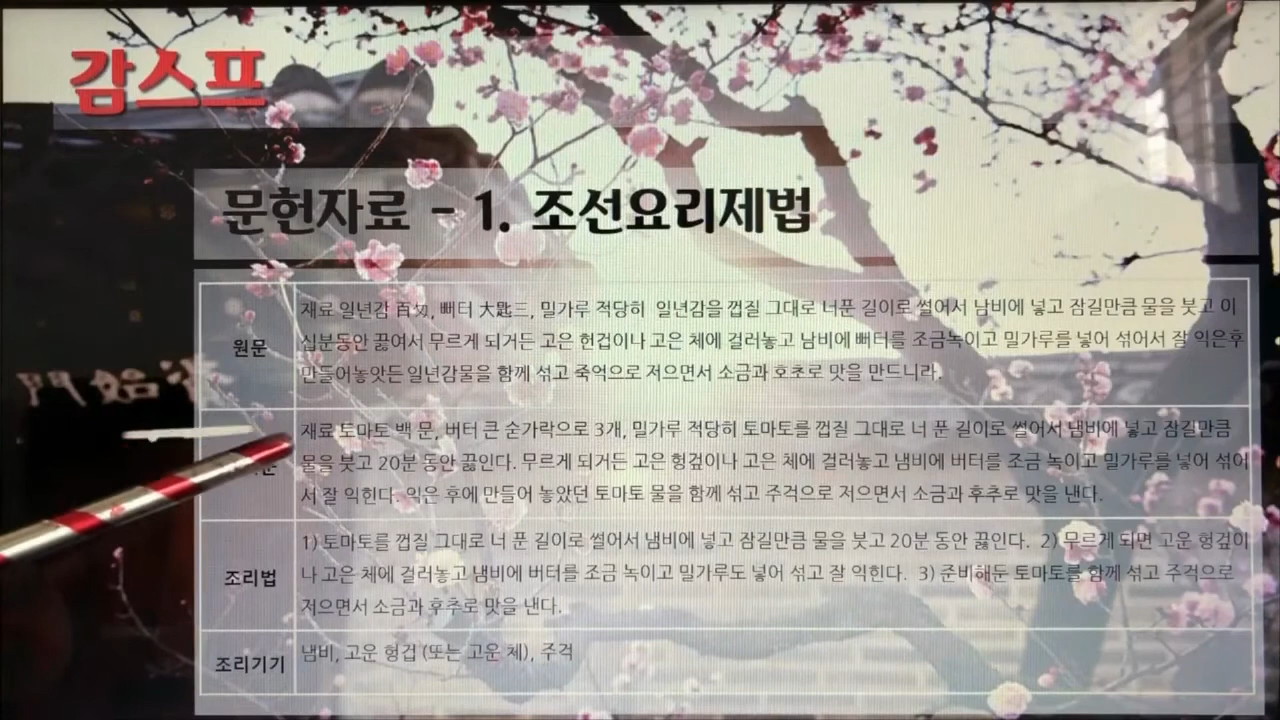 감스프
문헌자료 - 1. 조선요리제법
원문
재료 일년감 百匁, 뻐터 大匙三, 밀가루 적당히 일년감을 껍질 그대로 너푼 길이로 썰어서 남비에 넣고 잠길만큼 물을 붓고 이
십분동안 끓여서 무르게 되거든 고은 헌겁이나 고은 체에 걸러놓고 남비에 뻐터를 조금녹이고 밀가루를 넣어 섞어서 잘 익은후
만들어놓앗든 일년감물을 함께 섞고 죽억으로 저으면서 소금과 호초로 맛을 만드니라.
재료 토마토 백 문, 버터 큰 숟가락으로 3개, 밀가루 적당히 토마토를 껍질 그대로 너 푼 길이로 썰어서 냄비에 넣고 잠길만큼
물을 붓고 20분 동안 끓인다. 무르게 되거든 고은 헝겊이나 고은 체에 걸러놓고 냄비에 버터를 조금 녹이고 밀가루를 넣어 섞어
서 잘 익힌다. 익은 후에 만들어 놓았던 토마토 물을 함께 섞고 주걱으로 저으면서 소금과 후추로 맛을 낸다.
조리법
1) 토마토를 껍질 그대로 너 푼 길이로 썰어서 냄비에 넣고 잠길만큼 물을 붓고 20분 동안 끓인다. 2) 무르게 되면 고운 헝겊이
나 고은 체에 걸러놓고 냄비에 버터를 조금 녹이고 밀가루도 넣어 섞고 잘 익힌다. 3) 준비해둔 토마토를 함께 섞고 주걱으로
저으면서 소금과 후추로 맛을 낸다.
조리기기
냄비, 고운 헝겁 (또는 고운 체), 주걱